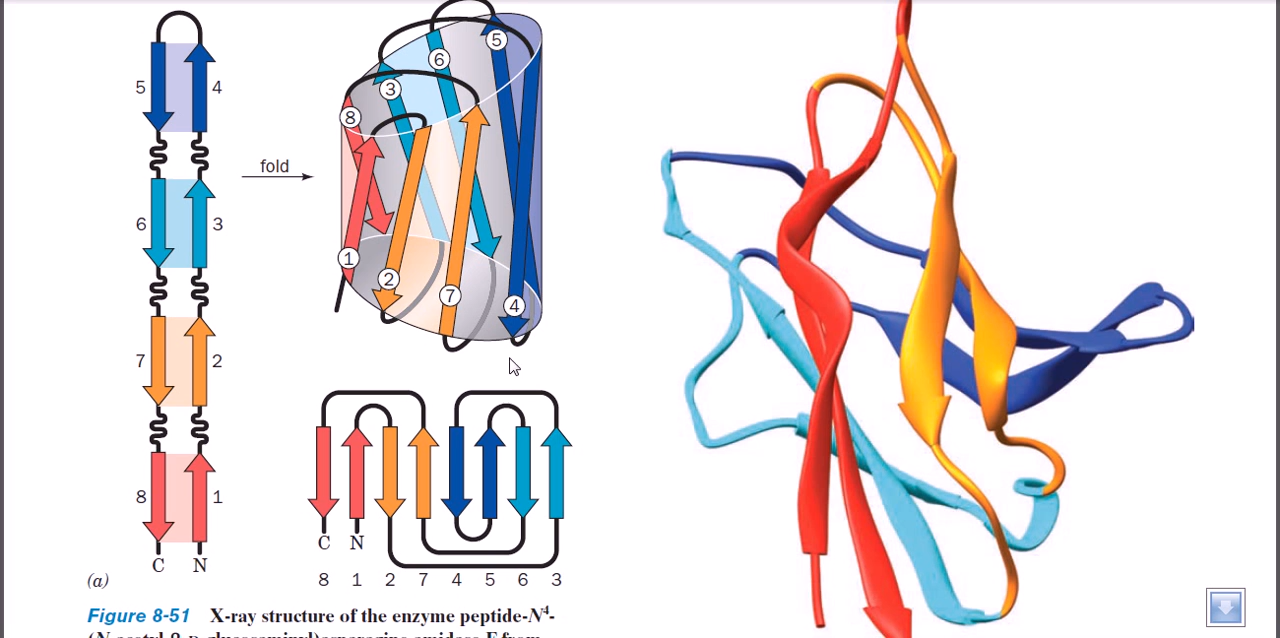 5 4
6 3
7 2
8 1
C N
(a)
fold
5
6
3
8
1
2
7
4
C N
8 1 2 7 4 5 6 3
Figure 8-51 X-ray structure of the enzyme peptide-N⁴-